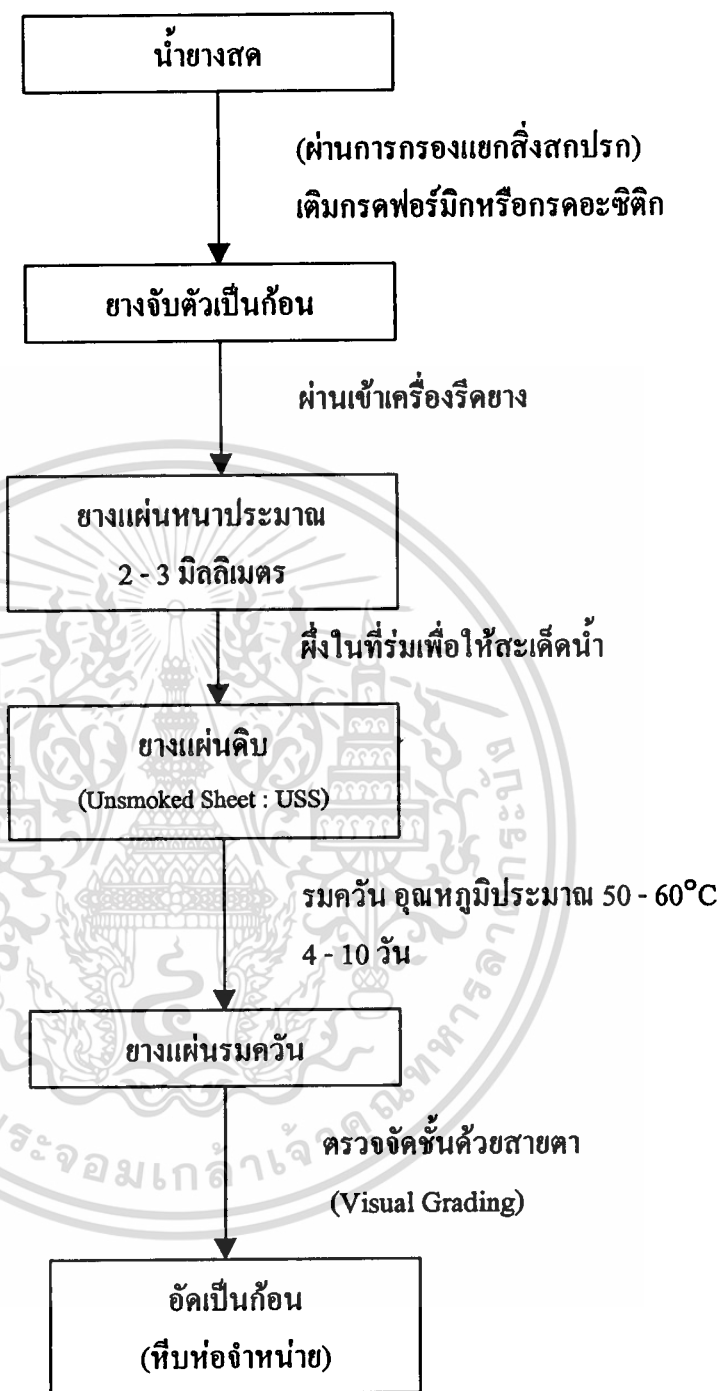 น้ำยางสด
(ผ่านการกรองแยกสิ่งสกปรก)
เติมกรดฟอร์มิกหรือกรดอะซิติก
ยางจับตัวเป็นก้อน
ผ่านเข้าเครื่องรีดยาง
ยางแผ่นหนาประมาณ
2 - 3 มิลลิเมตร
ผึ่งในที่ร่มเพื่อให้สะเด็ดน้ำ
ยางแผ่นดิบ
(Unsmoked Sheet : USS)
รมควัน อุณหภูมิประมาณ 50 - 60°C
4 - 10 วัน
ยางแผ่นรมควัน
ตรวจจัดชั้นด้วยสายตา
(Visual Grading)
อัดเป็นก้อน
(หีบห่อจำหน่าย)